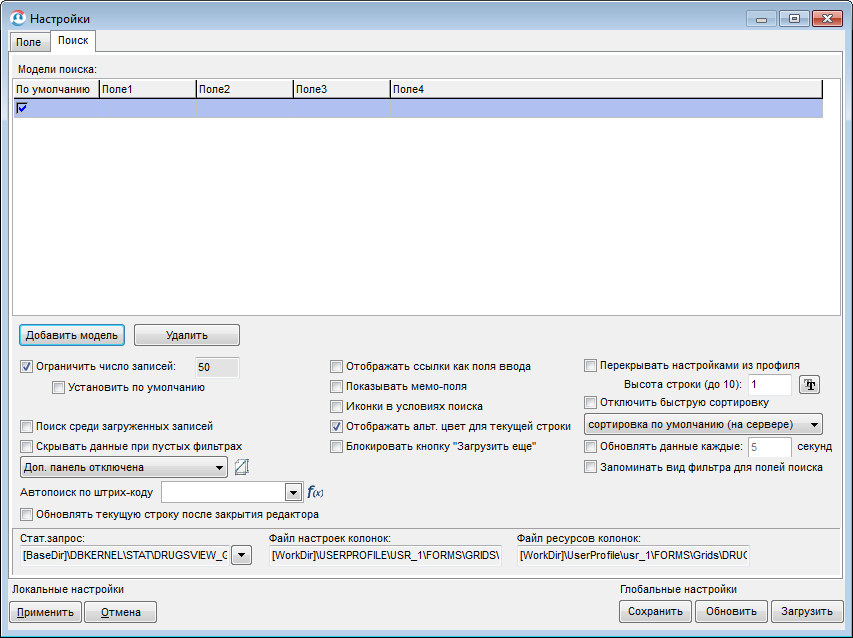 Настройки
Поле
Поиск
Модели поиска:
По умолчанию Поле1 Поле2 Поле3 Поле4
Добавить модель Удалить
Ограничить число записей: 50
Установить по умолчанию
Поиск среди загруженных записей
Скрывать данные при пустых фильтрах
Доп. панель отключена
Автопоиск по штрих-коду f(x)
Обновлять текущую строку после закрытия редактора
Отображать ссылки как поля ввода
Показывать мемо-поля
Иконки в условиях поиска
Отображать альт. цвет для текущей строки
Блокировать кнопку "Загрузить еще"
Перекрывать настройками из профиля
Высота строки (до 10): 1
Отключить быструю сортировку
сортировка по умолчанию (на сервере)
Обновлять данные каждые: 5 секунд
Запоминать вид фильтра для полей поиска
Стат.запрос: Файл настроек колонок: Файл ресурсов колонок:
[BaseDir]\DBKERNEL\STAT\DRUGSVIEW_G [WorkDir]\USERPROFILE\USR_1\FORMS\GRIDS\ [WorkDir]\UserProfile\usr_1\FORMS\Grids\DRUG
Локальные настройки Глобальные настройки
Применить Отмена Сохранить Обновить Загрузить